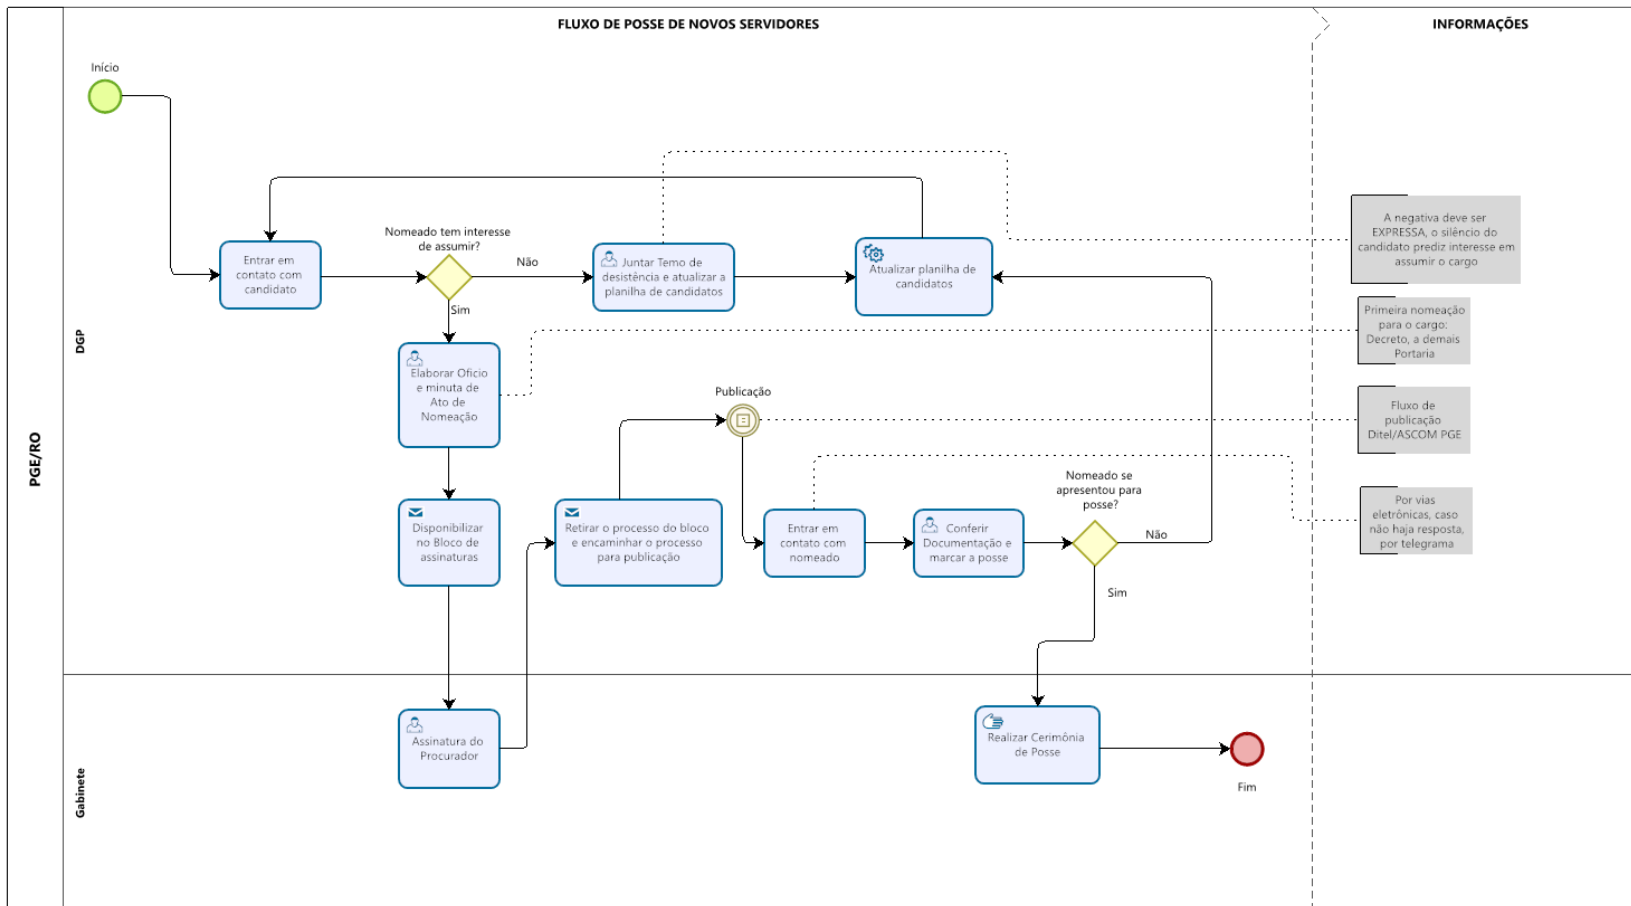 FLUXO DE POSSE DE NOVOS SERVIDORES
INFORMAÇÕES
PGE/RO
DGP
Gabinete
Início
Entrar em
contato com
candidato
Nomeado tem interesse
de assumir?
Não
Sim
Juntar Temo de
desistência e atualizar a
planilha de candidatos
Atualizar planilha de
candidatos
A negativa deve ser
EXPRESSA, o silêncio do
candidato prediz interesse em
assumir o cargo
Primeira nomeação
para o cargo:
Decreto, a demais
Portaria
Elaborar Oficio
e minuta de
Ato de
Nomeação
Publicação
Fluxo de
publicação
Ditel/ASCOM PGE
Disponibilizar
no Bloco de
assinaturas
Retirar o processo do bloco
e encaminhar o processo
para publicação
Entrar em
contato com
nomeado
Conferir
Documentação e
marcar a posse
Nomeado se
apresentou para
posse?
Não
Sim
Por vias
eletrônicas, caso
não haja resposta,
por telegrama
Assinatura do
Procurador
Realizar Cerimônia
de Posse
Fim